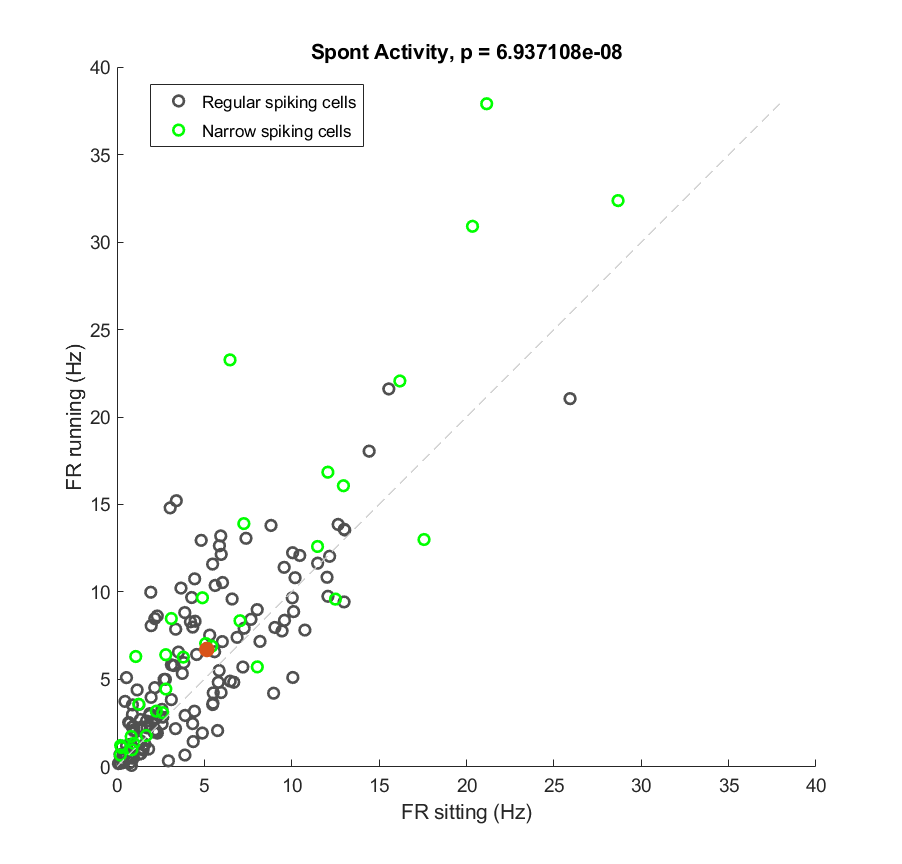 Spont Activity, p = 6.937108e-08
Regular spiking cells
Narrow spiking cells
FR running (Hz)
40
35
30
25
20
15
10
5
0
0 5 10 15 20 25 30 35 40
FR sitting (Hz)